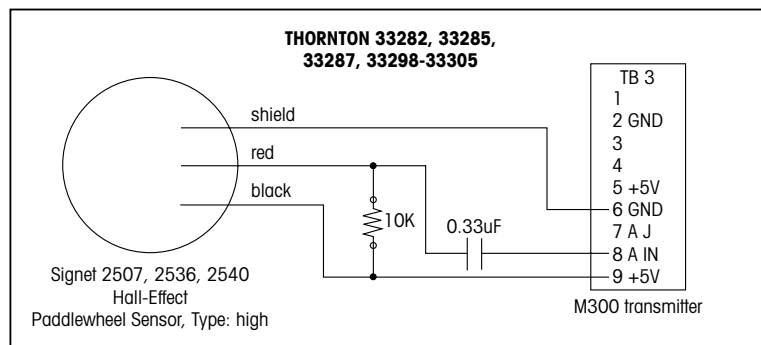 THORNTON 33282, 33285,
33287, 33298-33305
shield
red
black
10K
0.33uF
Signet 2507, 2536, 2540
Hall-Effect
Paddlewheel Sensor, Type: high
TB 3
1
2 GND
3
4
5 +5V
6 GND
7 A J
8 A IN
9 +5V
M300 transmitter